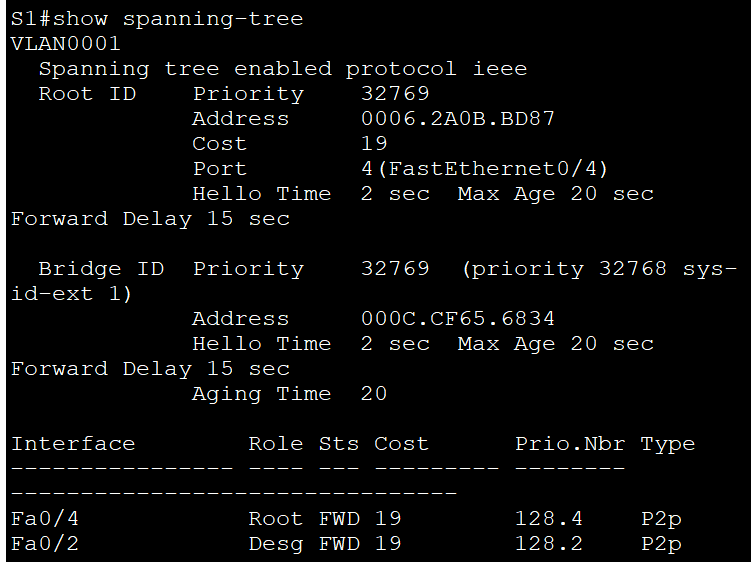 S1#show spanning-tree
VLAN0001
  Spanning tree enabled protocol ieee
  Root ID    Priority    32769
             Address     0006.2A0B.BD87
             Cost        19
             Port        4(FastEthernet0/4)
             Hello Time  2 sec  Max Age 20 sec
Forward Delay 15 sec

  Bridge ID  Priority    32769  (priority 32768 sys-
id-ext 1)
             Address     000C.CF65.6834
             Hello Time  2 sec  Max Age 20 sec
Forward Delay 15 sec
             Aging Time  20

Interface        Role Sts Cost      Prio.Nbr Type
---------------- ---- --- --------- --------
--------------------------------
Fa0/4            Root FWD 19        128.4    P2p
Fa0/2            Desg FWD 19        128.2    P2p